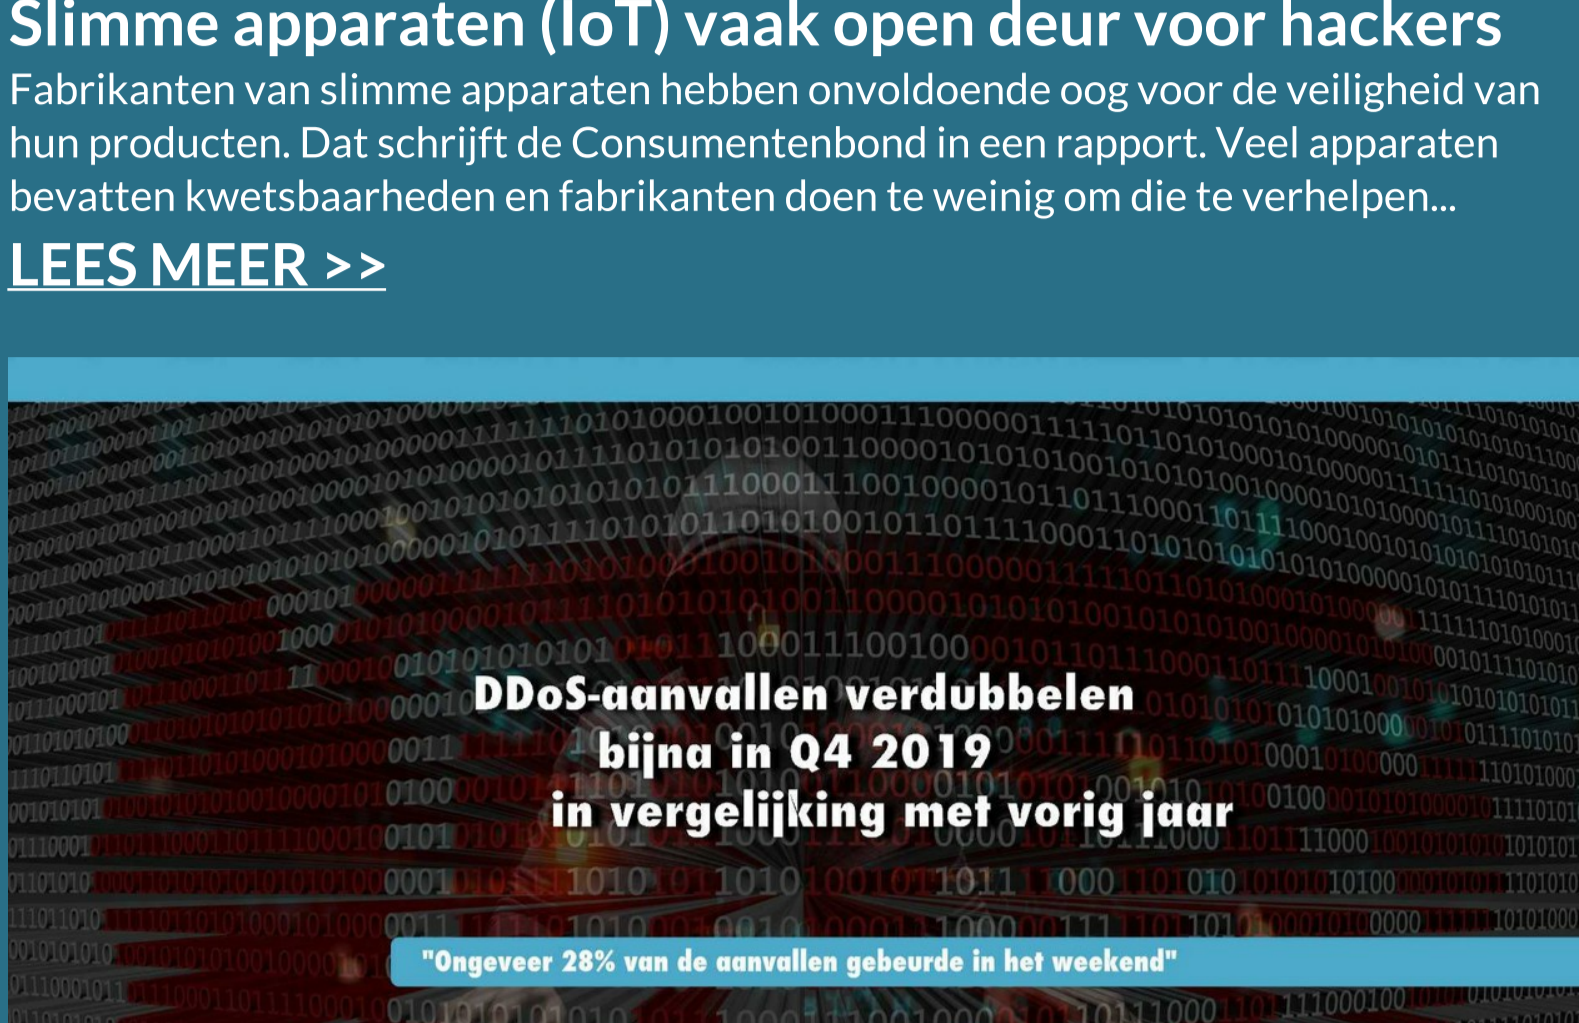 Slimme apparaten (IoT) vaak open deur voor hackers
Fabrikanten van slimme apparaten hebben onvoldoende oog voor de veiligheid van
hun producten. Dat schrijft de Consumentenbond in een rapport. Veel apparaten
bevatten kwetsbaarheden en fabrikanten doen te weinig om die te verhelpen...
LEES MEER >>
DDoS-aanvallen verdubbelen
bijna in Q4 2019
in vergelijking met vorig jaar
"Ongeveer 28% van de aanvallen gebeurde in het weekend"